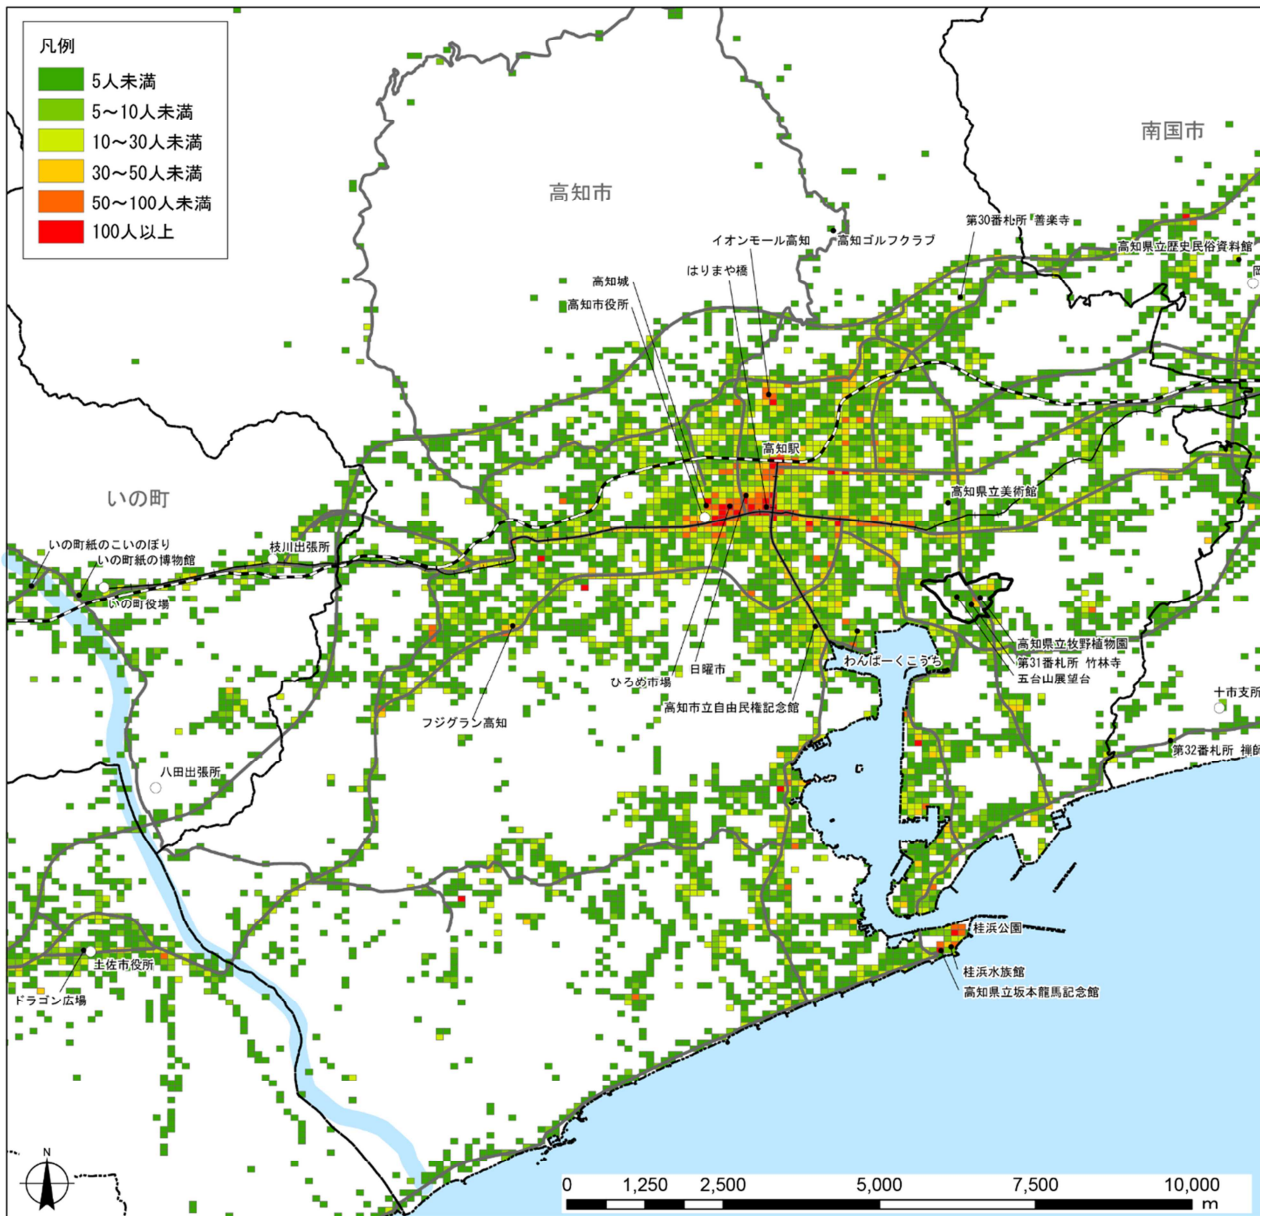 凡例
5人未満
5～10人未満
10～30人未満
30～50人未満
50～100人未満
100人以上
南国市
高知市
第30番札所 善楽寺
イオンモール高知
高知ゴルフクラブ
高知県立歴史民俗資料館
はりまや橋
高知城
高知市役所
高知駅
いの町
高知県立美術館
いの町紙のこいのぼり
枝川出張所
いの町紙の博物館
いの町役場
高知県立牧野植物園
わんぱーくこうち
第31番札所 竹林寺
日曜市
五台山展望台
ひろめ市場
十市支所
高知市立自由民権記念館
フジグラン高知
第32番札所 禅師
八田出張所
桂浜公園
土佐市役所
桂浜水族館
高知県立坂本龍馬記念館
ドラゴン広場
N
0 1,250 2,500 5,000 7,500 10,000
m